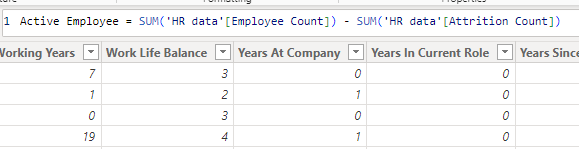 1 Active Employee = SUM('HR data'[Employee Count]) - SUM('HR data'[Attrition Count])
Working Years Work Life Balance Years At Company Years In Current Role Years Since
7 3 0 0
1 2 1 0
0 3 0 0
19 4 1 0